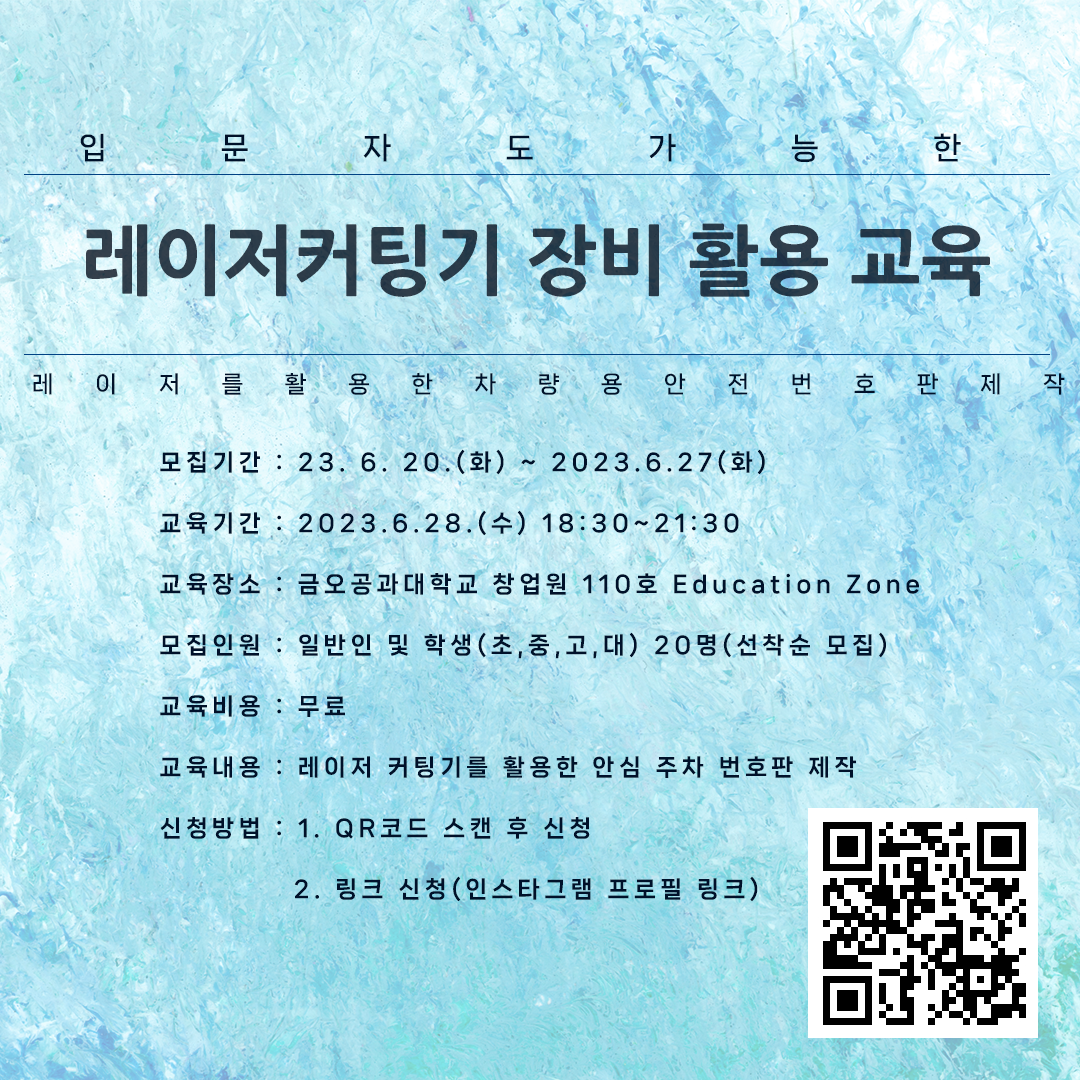 입문자도가능한
레이저커팅기 장비 활용 교육
레이저를활용한차량용안전번호판제작
모집기간 : 23. 6. 20.(화) ~ 2023.6.27(화)
교육기간 : 2023.6.28.(수) 18:30~21:30
교육장소 : 금오공과대학교 창업원 110호 Education Zone
모집인원 : 일반인 및 학생(초,중,고,대) 20명(선착순 모집)
교육비용 : 무료
교육내용 : 레이저 커팅기를 활용한 안심 주차 번호판 제작
신청방법 : 1. QR코드 스캔 후 신청
2. 링크 신청(인스타그램 프로필 링크)